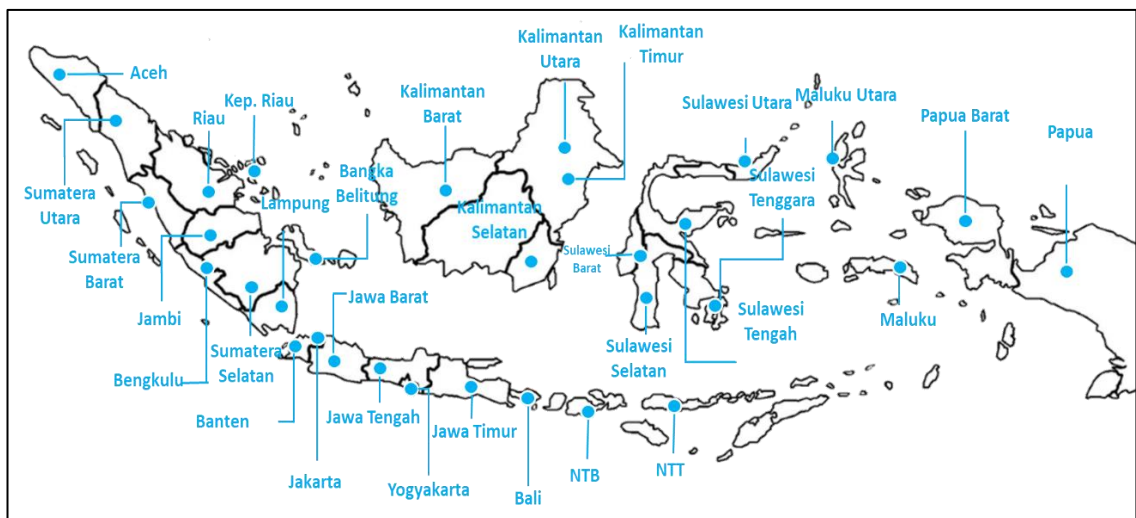 Aceh
Sumatera
Utara
Sumatera
Barat
Riau
Kep. Riau
Lampung
Bangka
Belitung
Jambi
Bengkulu
Sumatera
Selatan
Kalimantan
Barat
Kalimantan
Utara
Kalimantan
Timur
Kalimantan
Selatan
Sulawesi Utara
Maluku Utara
Sulawesi
Tenggara
Sulawesi
Barat
Sulawesi
Tengah
Sulawesi
Selatan
Papua Barat
Papua
Maluku
Jawa Barat
Banten
Jakarta
Jawa Tengah
Yogyakarta
Jawa Timur
Bali
NTB
NTT